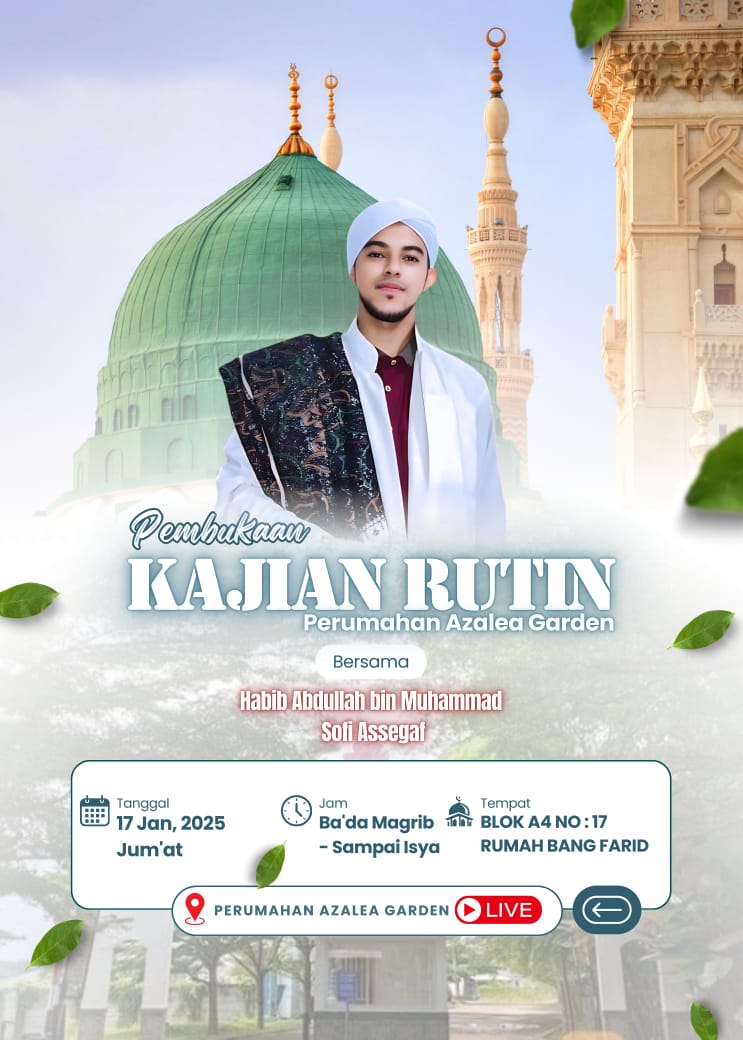 Pembukaan
KAJIAN RUTIN
Perumahan Azalea Garden
Bersama
Habib Abdullah bin Muhammad
Sofi Assegaf
Tanggal
17 Jan, 2025
Jum'at
Jam
Ba'da Magrib
- Sampai Isya
Tempat
BLOK A4 NO : 17
RUMAH BANG FARID
PERUMAHAN AZALEA GARDEN
LIVE